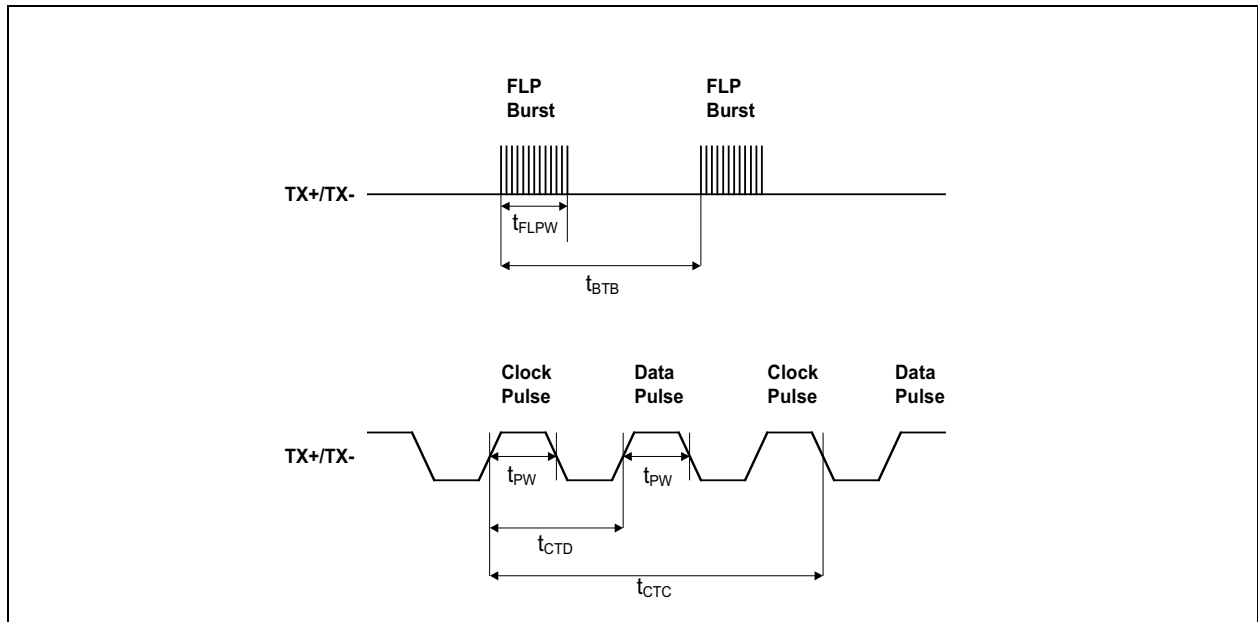 FLP Burst
FLP Burst
TX+/TX-
tFLPW
tBTB
Clock Pulse
Data Pulse
Clock Pulse
Data Pulse
TX+/TX-
tPW
tPW
tCTD
tCTC